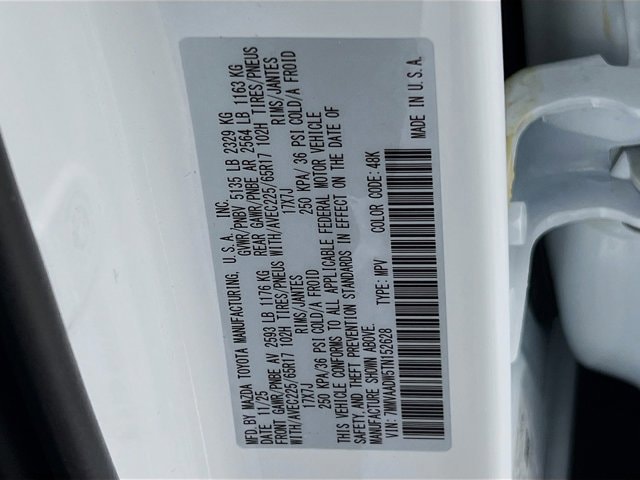 MFD. BY MAZDA TOYOTA MANUFACTURING, U.S.A. INC.
DATE 11/25 GVWR/PNBV 5135 LB 2329 KG
FRONT GAWR/PNBE AV 2593 LB 1176 KG REAR GAWR/PNBE AR 2564 LB 1163 KG
WITH/AVEC225/65R17 102H TIRES/PNEUS WITH/AVEC225/65R17 102H TIRES/PNEUS
17X7J RIMS/JANTES 17X7J RIMS/JANTES
250 KPA/36 PSI COLD/A FROID 250 KPA/ 36 PSI COLD/A FROID
THIS VEHICLE CONFORMS TO ALL APPLICABLE FEDERAL MOTOR VEHICLE
SAFETY, AND THEFT PREVENTION STANDARDS IN EFFECT ON THE DATE OF
MANUFACTURE SHOWN ABOVE.
VIN: 7MMVAADW5TN152628 TYPE: MPV COLOR CODE: 48K
MADE IN U.S.A.